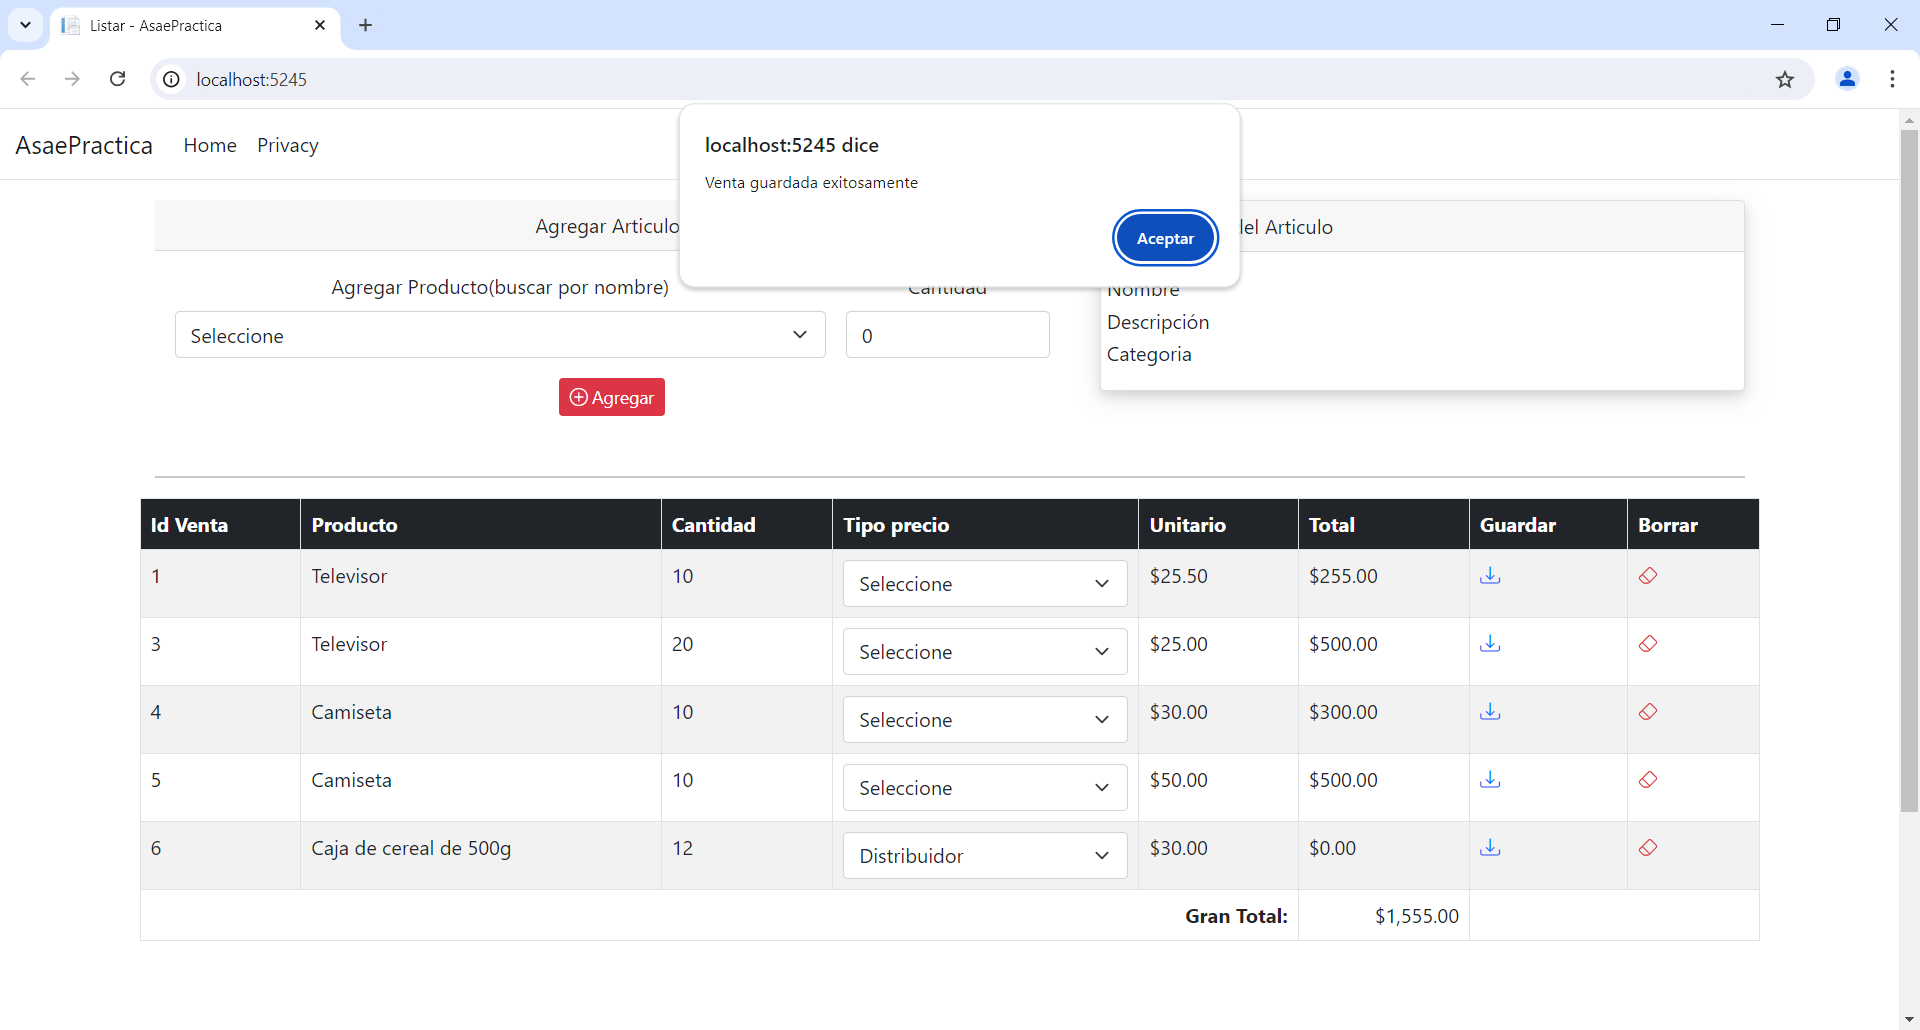 Listar - AsaePractica
localhost:5245
AsaePractica Home Privacy
localhost:5245 dice
Venta guardada exitosamente
Aceptar
Agregar Articulo
del Articulo
Agregar Producto(buscar por nombre)
Cantidad
Seleccione
0
Agregar
Nombre
Descripción
Categoria
Id Venta Producto Cantidad Tipo precio Unitario Total Guardar Borrar
1 Televisor 10 Seleccione $25.50 $255.00
3 Televisor 20 Seleccione $25.00 $500.00
4 Camiseta 10 Seleccione $30.00 $300.00
5 Camiseta 10 Seleccione $50.00 $500.00
6 Caja de cereal de 500g 12 Distribuidor $30.00 $0.00
Gran Total: $1,555.00